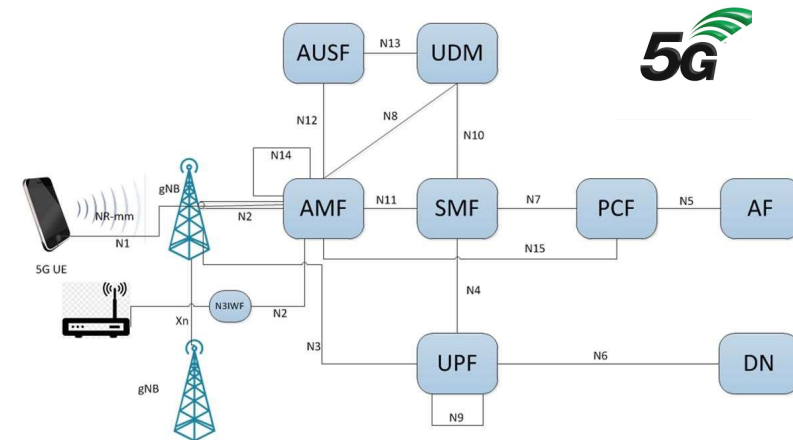 5G
AUSF
N13
UDM
N12
N8
N10
N14
gNB
NR-mm
N2
AMF
N11
SMF
N7
PCF
N5
AF
N1
5G UE
N15
N4
N3IWF
N2
Xn
N3
UPF
N6
DN
gNB
N9